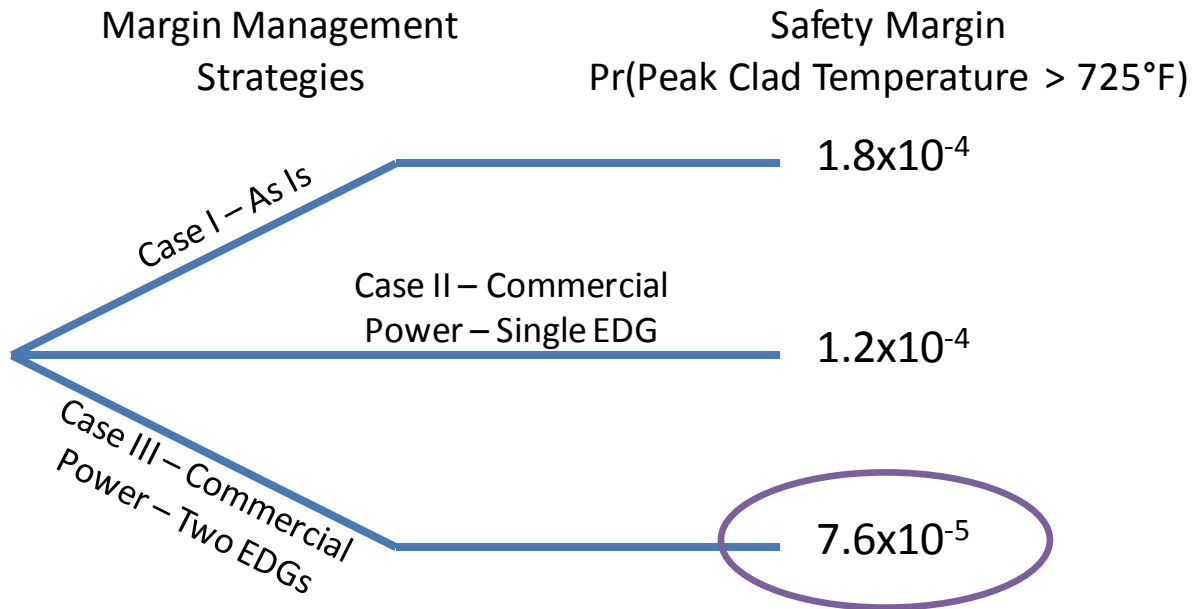 Margin Management
Strategies
Safety Margin
Pr(Peak Clad Temperature > 725°F)
Case I – As Is
1.8x10⁻⁴
Case II – Commercial
Power – Single EDG
1.2x10⁻⁴
Case III – Commercial
Power – Two EDGs
7.6x10⁻⁵